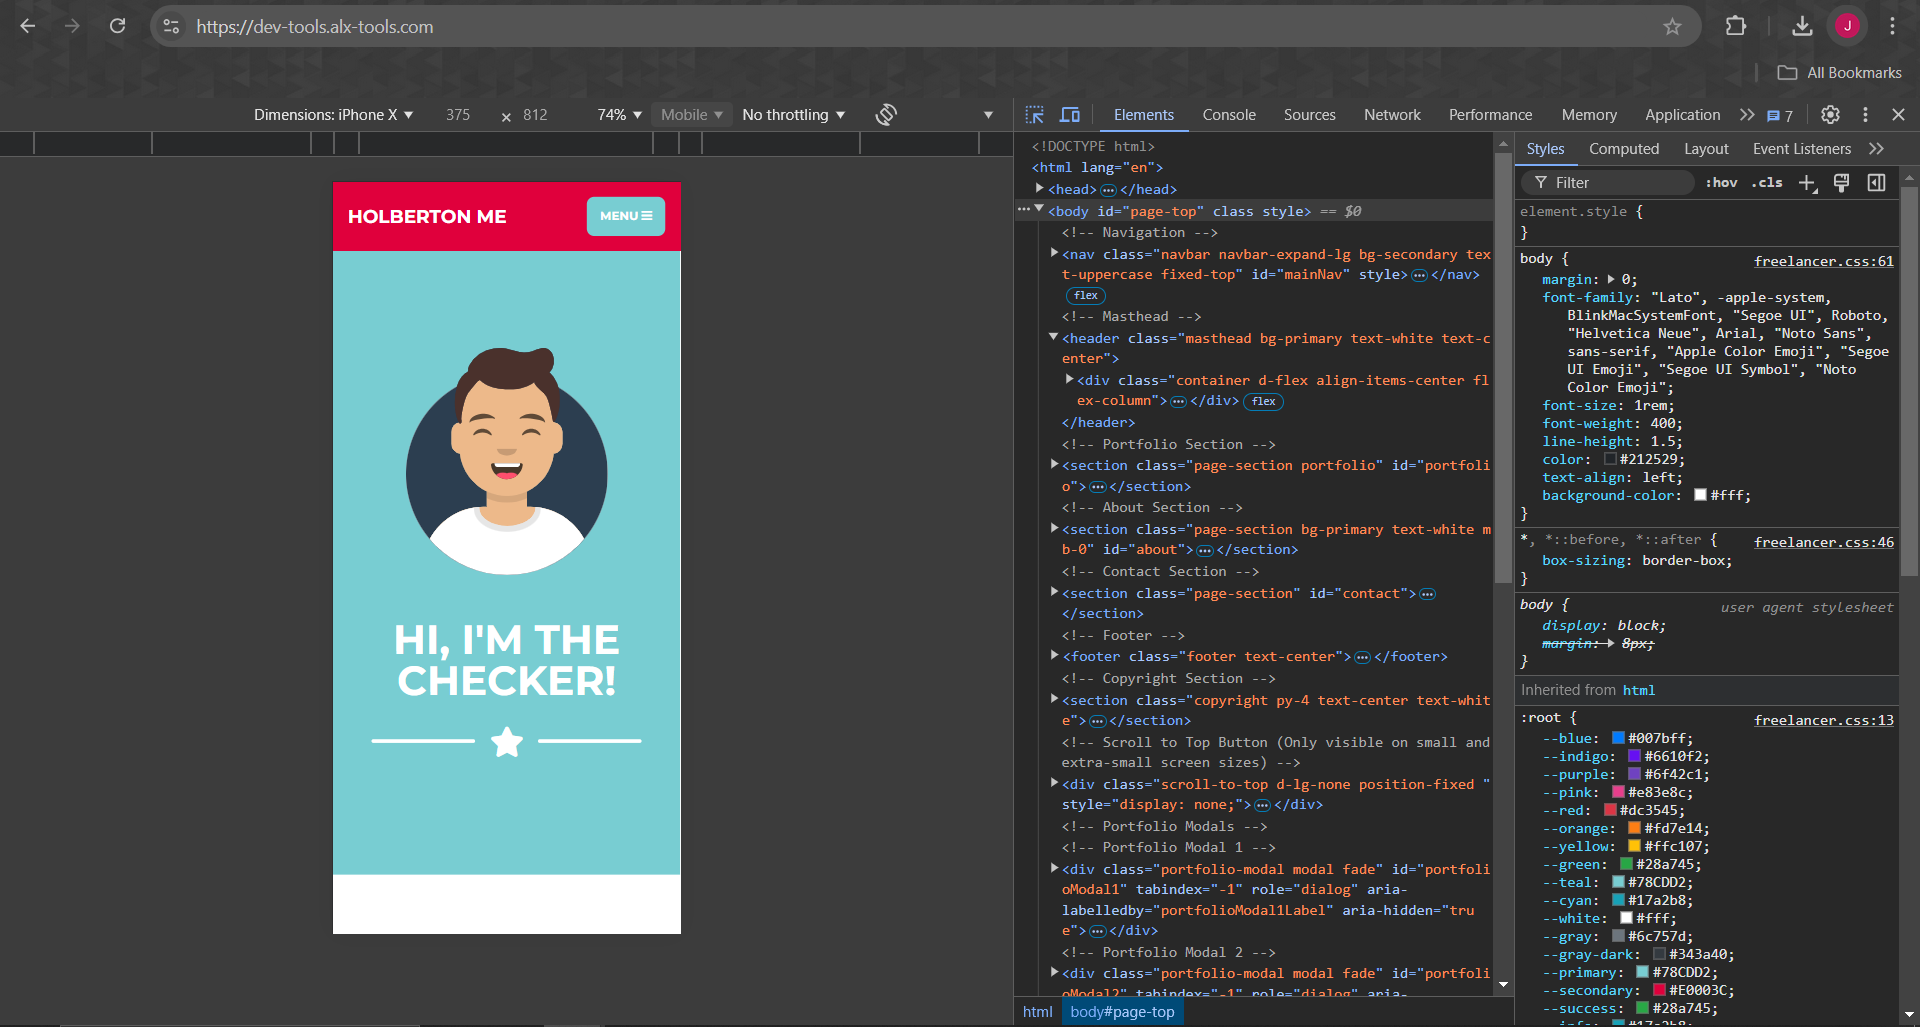 https://dev-tools.alx-tools.com
J
All Bookmarks
Dimensions: iPhone X ▼ 375 × 812 74% ▼ Mobile ▼ No throttling ▼
HOLBERTON ME
MENU
HI, I'M THE
CHECKER!
Elements Console Sources Network Performance Memory Application 7
<!DOCTYPE html>
<html lang="en">
<head>…</head>
<body id="page-top" class style> == $0
<!-- Navigation -->
<nav class="navbar navbar-expand-lg bg-secondary tex
t-uppercase fixed-top" id="mainNav" style>…</nav>
flex
<!-- Masthead -->
<header class="masthead bg-primary text-white text-c
enter">
<div class="container d-flex align-items-center fl
ex-column">…</div> flex
</header>
<!-- Portfolio Section -->
<section class="page-section portfolio" id="portfoli
o">…</section>
<!-- About Section -->
<section class="page-section bg-primary text-white m
b-0" id="about">…</section>
<!-- Contact Section -->
<section class="page-section" id="contact">…
</section>
<!-- Footer -->
<footer class="footer text-center">…</footer>
<!-- Copyright Section -->
<section class="copyright py-4 text-center text-whit
e">…</section>
<!-- Scroll to Top Button (Only visible on small and
extra-small screen sizes) -->
<div class="scroll-to-top d-lg-none position-fixed "
style="display: none;">…</div>
<!-- Portfolio Modals -->
<!-- Portfolio Modal 1 -->
<div class="portfolio-modal modal fade" id="portfoli
oModal1" tabindex="-1" role="dialog" aria-
labelledby="portfolioModal1Label" aria-hidden="tru
e">…</div>
<!-- Portfolio Modal 2 -->
<div class="portfolio-modal modal fade" id="portfoli
oModal2" tabindex="-1" role="dialog" aria-
html body#page-top
Styles Computed Layout Event Listeners
Filter :hov .cls
element.style {
}
body { freelancer.css:61
margin: 0;
font-family: "Lato", -apple-system,
BlinkMacSystemFont, "Segoe UI", Roboto,
"Helvetica Neue", Arial, "Noto Sans",
sans-serif, "Apple Color Emoji", "Segoe
UI Emoji", "Segoe UI Symbol", "Noto
Color Emoji";
font-size: 1rem;
font-weight: 400;
line-height: 1.5;
color: #212529;
text-align: left;
background-color: #fff;
}
*, *::before, *::after { freelancer.css:46
box-sizing: border-box;
}
body { user agent stylesheet
display: block;
margin: 8px;
}
Inherited from html
:root { freelancer.css:13
--blue: #007bff;
--indigo: #6610f2;
--purple: #6f42c1;
--pink: #e83e8c;
--red: #dc3545;
--orange: #fd7e14;
--yellow: #ffc107;
--green: #28a745;
--teal: #78CDD2;
--cyan: #17a2b8;
--white: #fff;
--gray: #6c757d;
--gray-dark: #343a40;
--primary: #78CDD2;
--secondary: #E0003C;
--success: #28a745;
--info: #17a2b8;